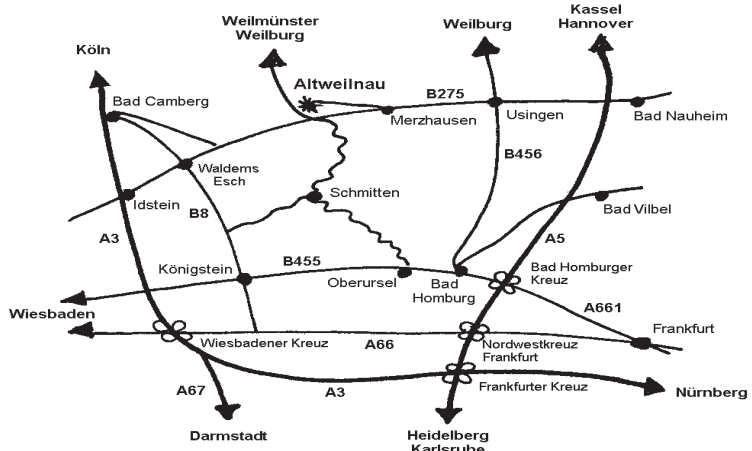 Kassel
Hannover
Weilmünster
Weilburg
Weilburg
Köln
Altweilnau
B275
Bad Camberg
Merzhausen
Usingen
Bad Nauheim
B456
Waldems
Esch
Schmitten
Idstein
B8
Bad Vilbel
A3
A5
B455
Königstein
Oberursel
Bad
Homburg
Bad Homburger
Kreuz
A661
Wiesbaden
Wiesbadener Kreuz
A66
Nordwestkreuz
Frankfurt
Frankfurt
A67
A3
Frankfurter Kreuz
Nürnberg
Darmstadt
Heidelberg
Karlsruhe